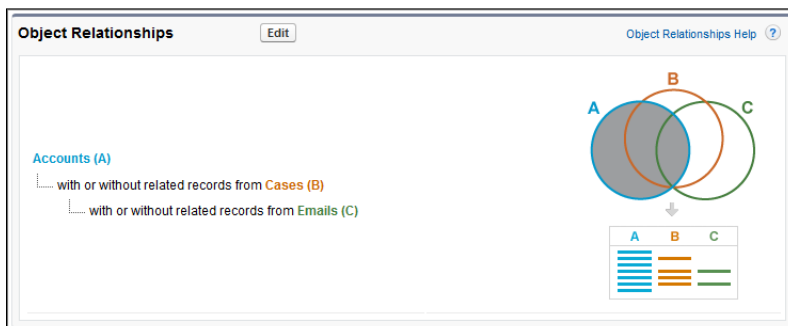 Object Relationships
Edit
Object Relationships Help ?
Accounts (A)
with or without related records from Cases (B)
with or without related records from Emails (C)
A
B
C
A B C